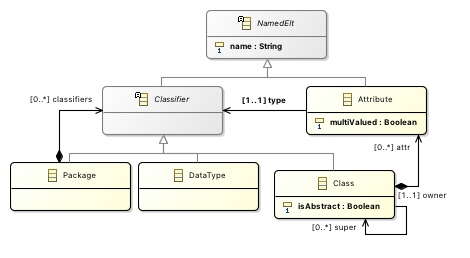 NamedElt
name : String
[0..*] classifiers
Classifier
[1..1] type
Attribute
multiValued : Boolean
[0..*] attr
Package
DataType
Class
isAbstract : Boolean
[1..1] owner
[0..*] super